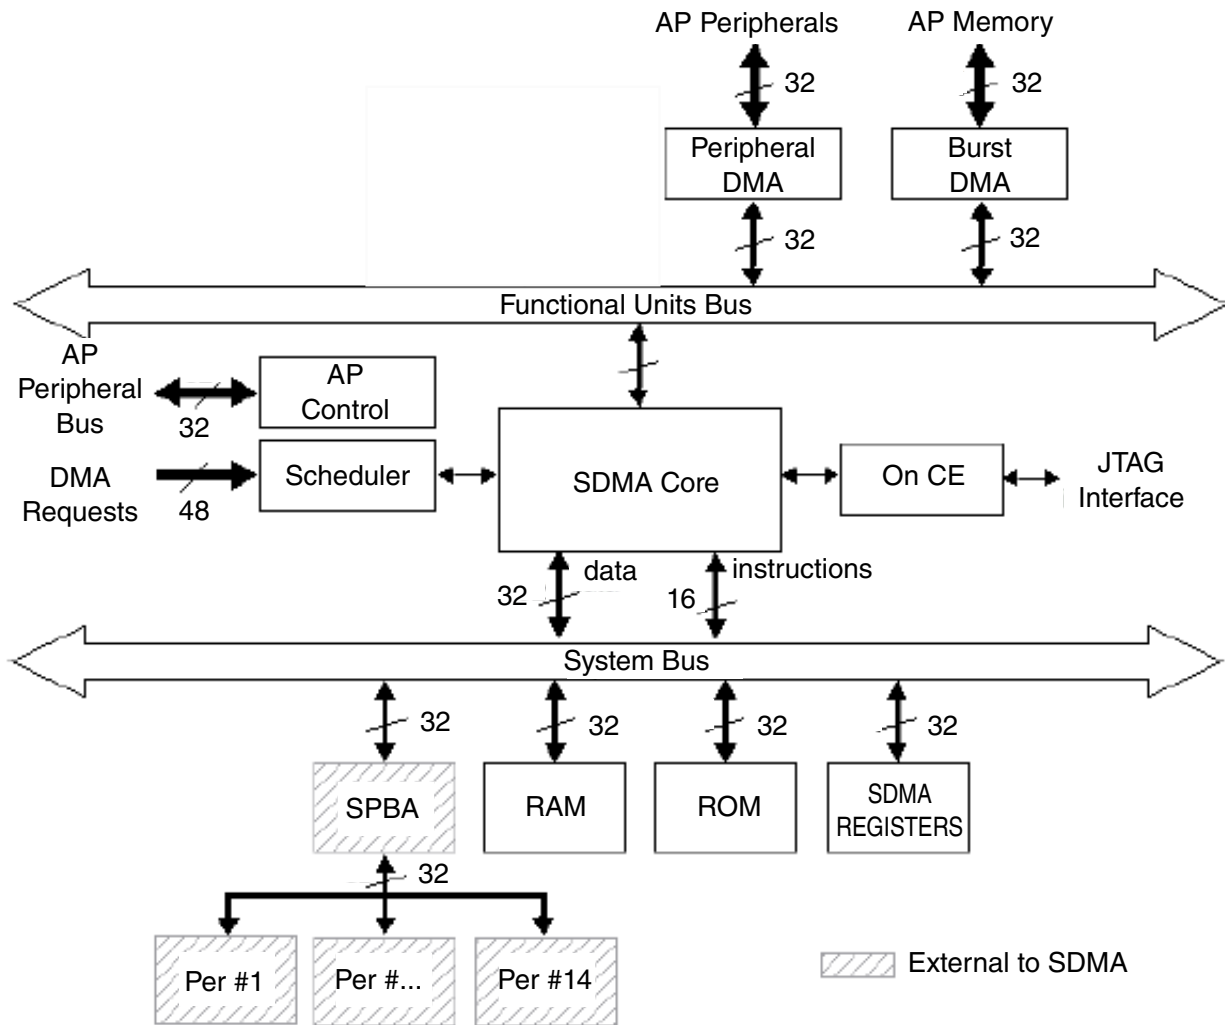 AP Peripherals
AP Memory
32
32
Peripheral
DMA
Burst
DMA
32
32
Functional Units Bus
AP
Peripheral
Bus
32
AP
Control
DMA
Requests
48
Scheduler
SDMA Core
On CE
JTAG
Interface
data
instructions
32
16
System Bus
32
32
32
32
SPBA
RAM
ROM
SDMA
REGISTERS
32
Per #1
Per #...
Per #14
External to SDMA